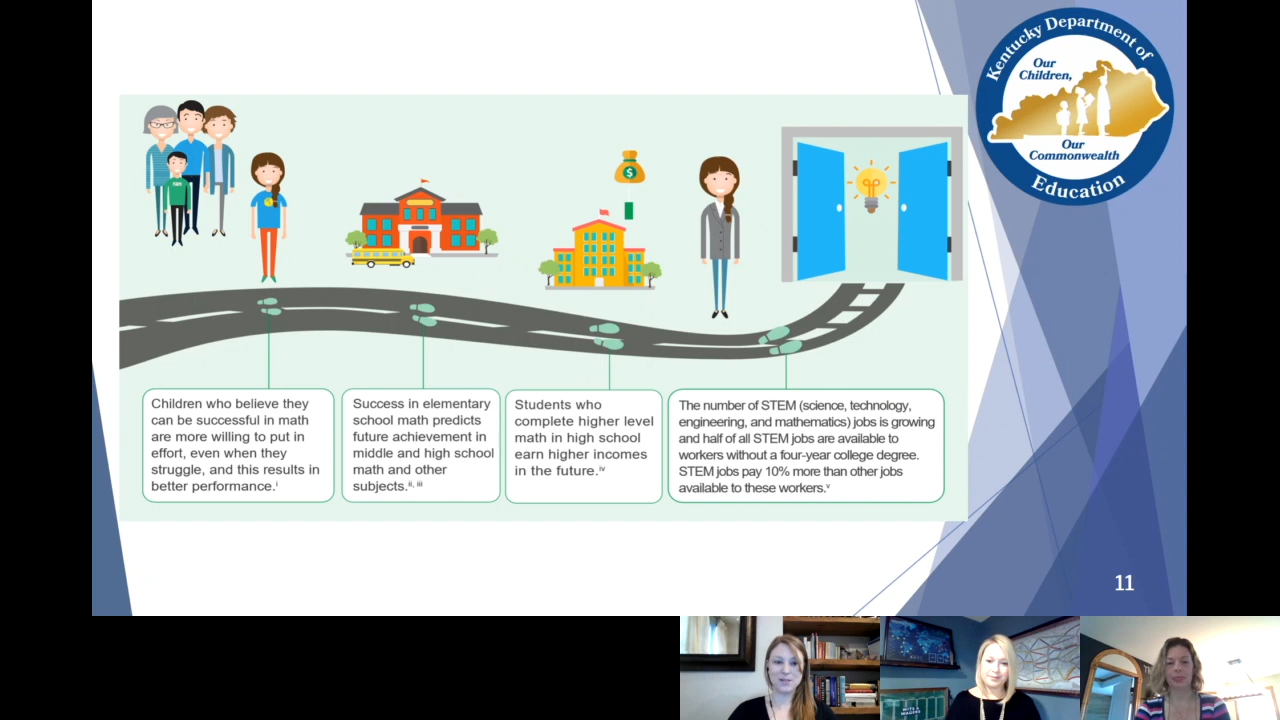 Kentucky Department of
Our
Children,
Our
Commonwealth
Education
$
Children who believe they
can be successful in math
are more willing to put in
effort, even when they
struggle, and this results in
better performance.ⁱ
Success in elementary
school math predicts
future achievement in
middle and high school
math and other
subjects.ⁱⁱ, ⁱⁱⁱ
Students who
complete higher level
math in high school
earn higher incomes
in the future.ⁱᵛ
The number of STEM (science, technology,
engineering, and mathematics) jobs is growing
and half of all STEM jobs are available to
workers without a four-year college degree.
STEM jobs pay 10% more than other jobs
available to these workers.ᵛ
11